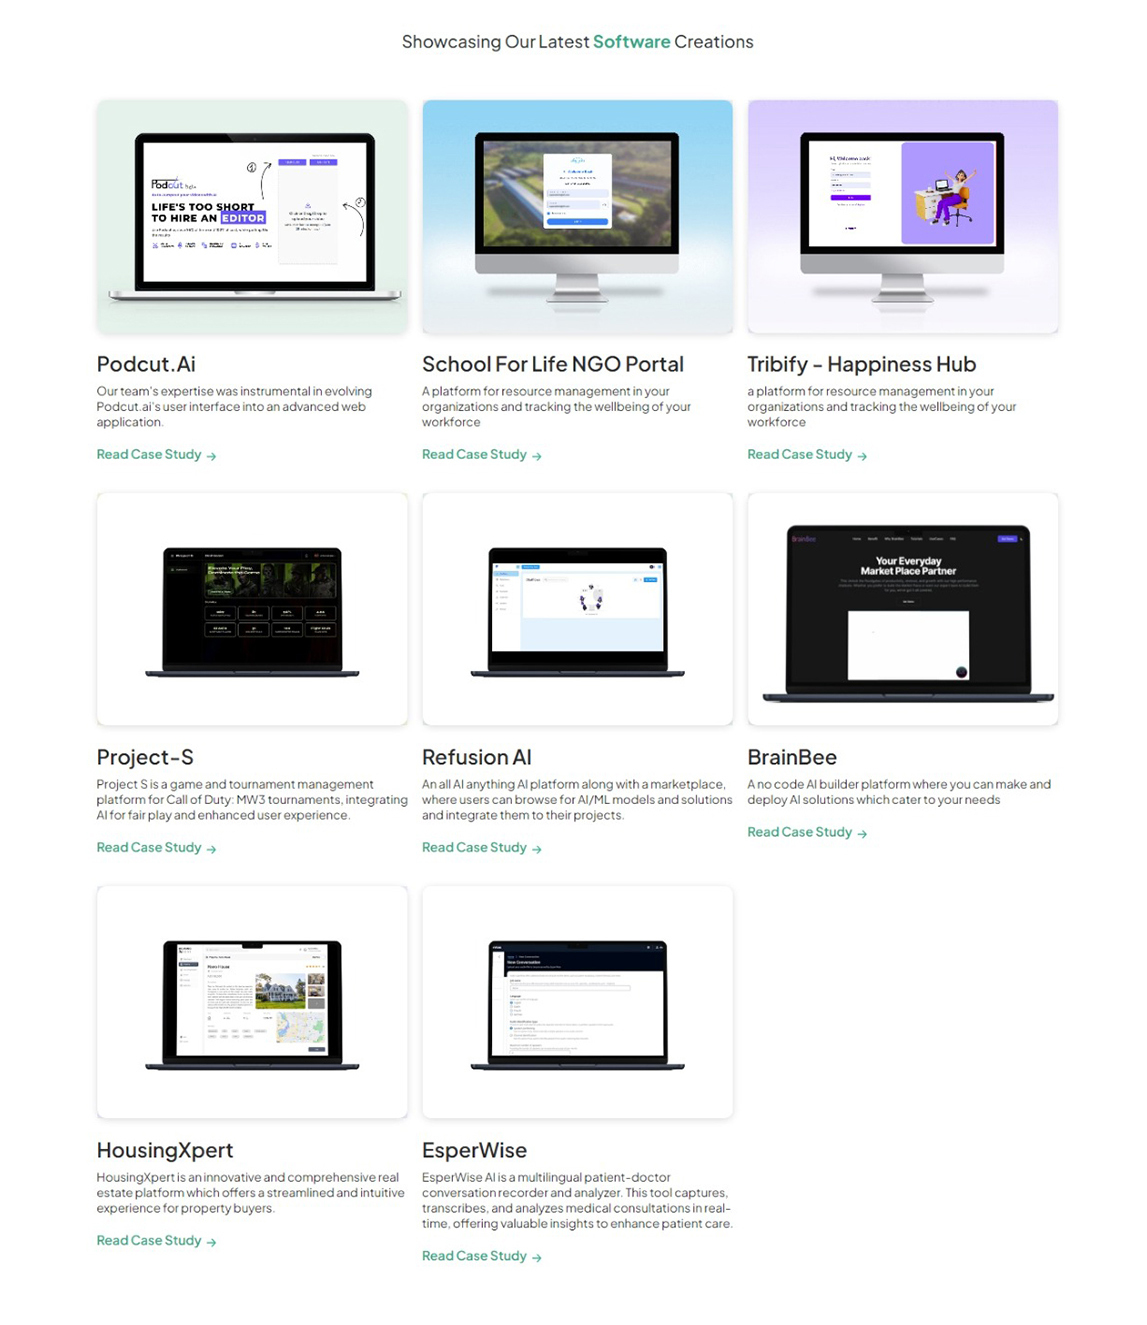 Showcasing Our Latest Software Creations
Podcut
LIFE'S TOO SHORT
TO HIRE AN EDITOR
Hi, Welcome back!
Podcut.Ai
Our team's expertise was instrumental in evolving
Podcut.ai's user interface into an advanced web
application.
Read Case Study →
School For Life NGO Portal
A platform for resource management in your
organizations and tracking the wellbeing of your
workforce
Read Case Study →
Tribify - Happiness Hub
a platform for resource management in your
organizations and tracking the wellbeing of your
workforce
Read Case Study →
BrainBee
Your Everyday
Market Place Partner
Project-S
Project S is a game and tournament management
platform for Call of Duty: MW3 tournaments, integrating
AI for fair play and enhanced user experience.
Read Case Study →
Refusion AI
An all AI anything AI platform along with a marketplace,
where users can browse for AI/ML models and solutions
and integrate them to their projects.
Read Case Study →
BrainBee
A no code AI builder platform where you can make and
deploy AI solutions which cater to your needs
Read Case Study →
New Conversation
HousingXpert
HousingXpert is an innovative and comprehensive real
estate platform which offers a streamlined and intuitive
experience for property buyers.
Read Case Study →
EsperWise
EsperWise AI is a multilingual patient-doctor
conversation recorder and analyzer. This tool captures,
transcribes, and analyzes medical consultations in real-
time, offering valuable insights to enhance patient care.
Read Case Study →